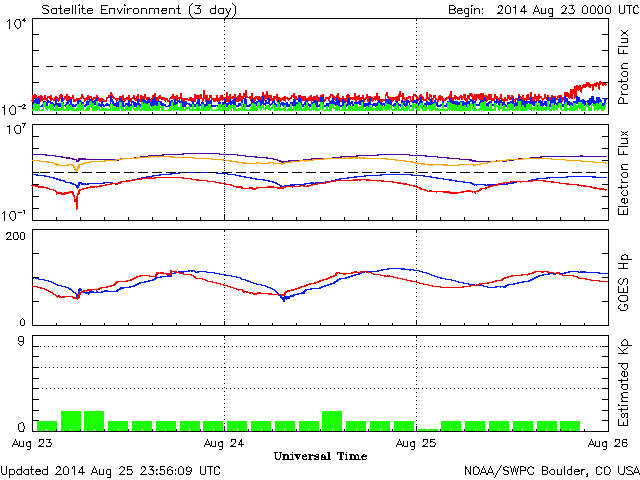 Satellite Environment (3 day)
Begin: 2014 Aug 23 0000 UTC
10^4
10^-2
Proton Flux
10^7
10^-1
Electron Flux
200
0
GOES Hp
9
0
Estimated Kp
Aug 23 Aug 24 Aug 25 Aug 26
Universal Time
Updated 2014 Aug 25 23:56:09 UTC
NOAA/SWPC Boulder, CO USA